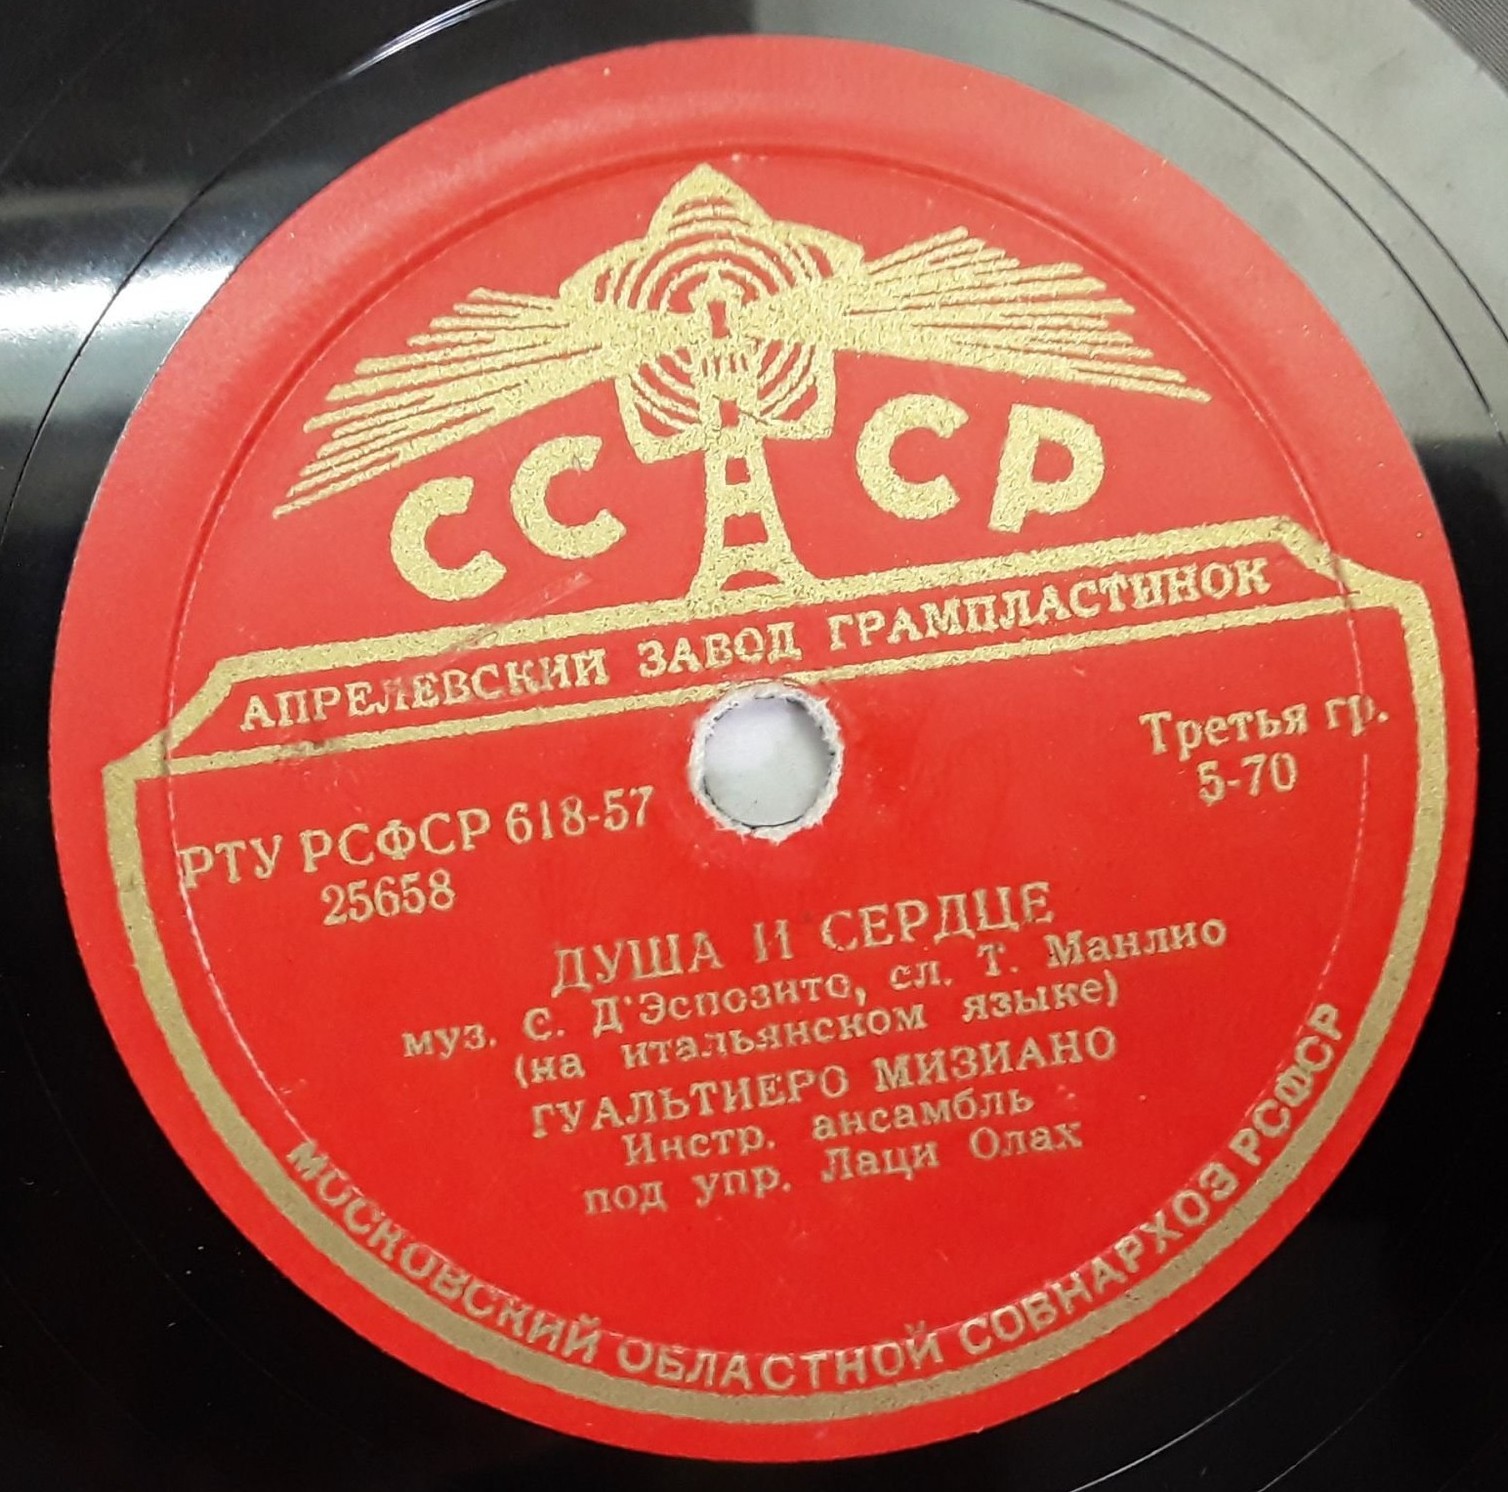 СССР
АПРЕЛЕВСКИЙ ЗАВОД ГРАМПЛАСТИНОК
РТУ РСФСР 618-57
25658
Третья гр.
5-70
ДУША И СЕРДЦЕ
муз. С. Д'Эспозито, сл. Т. Манлио
(на итальянском языке)
ГУАЛЬТИЕРО МИЗИАНО
Инстр. ансамбль
под упр. Лаци Олах
МОСКОВСКИЙ ОБЛАСТНОЙ СОВНАРХОЗ РСФСР